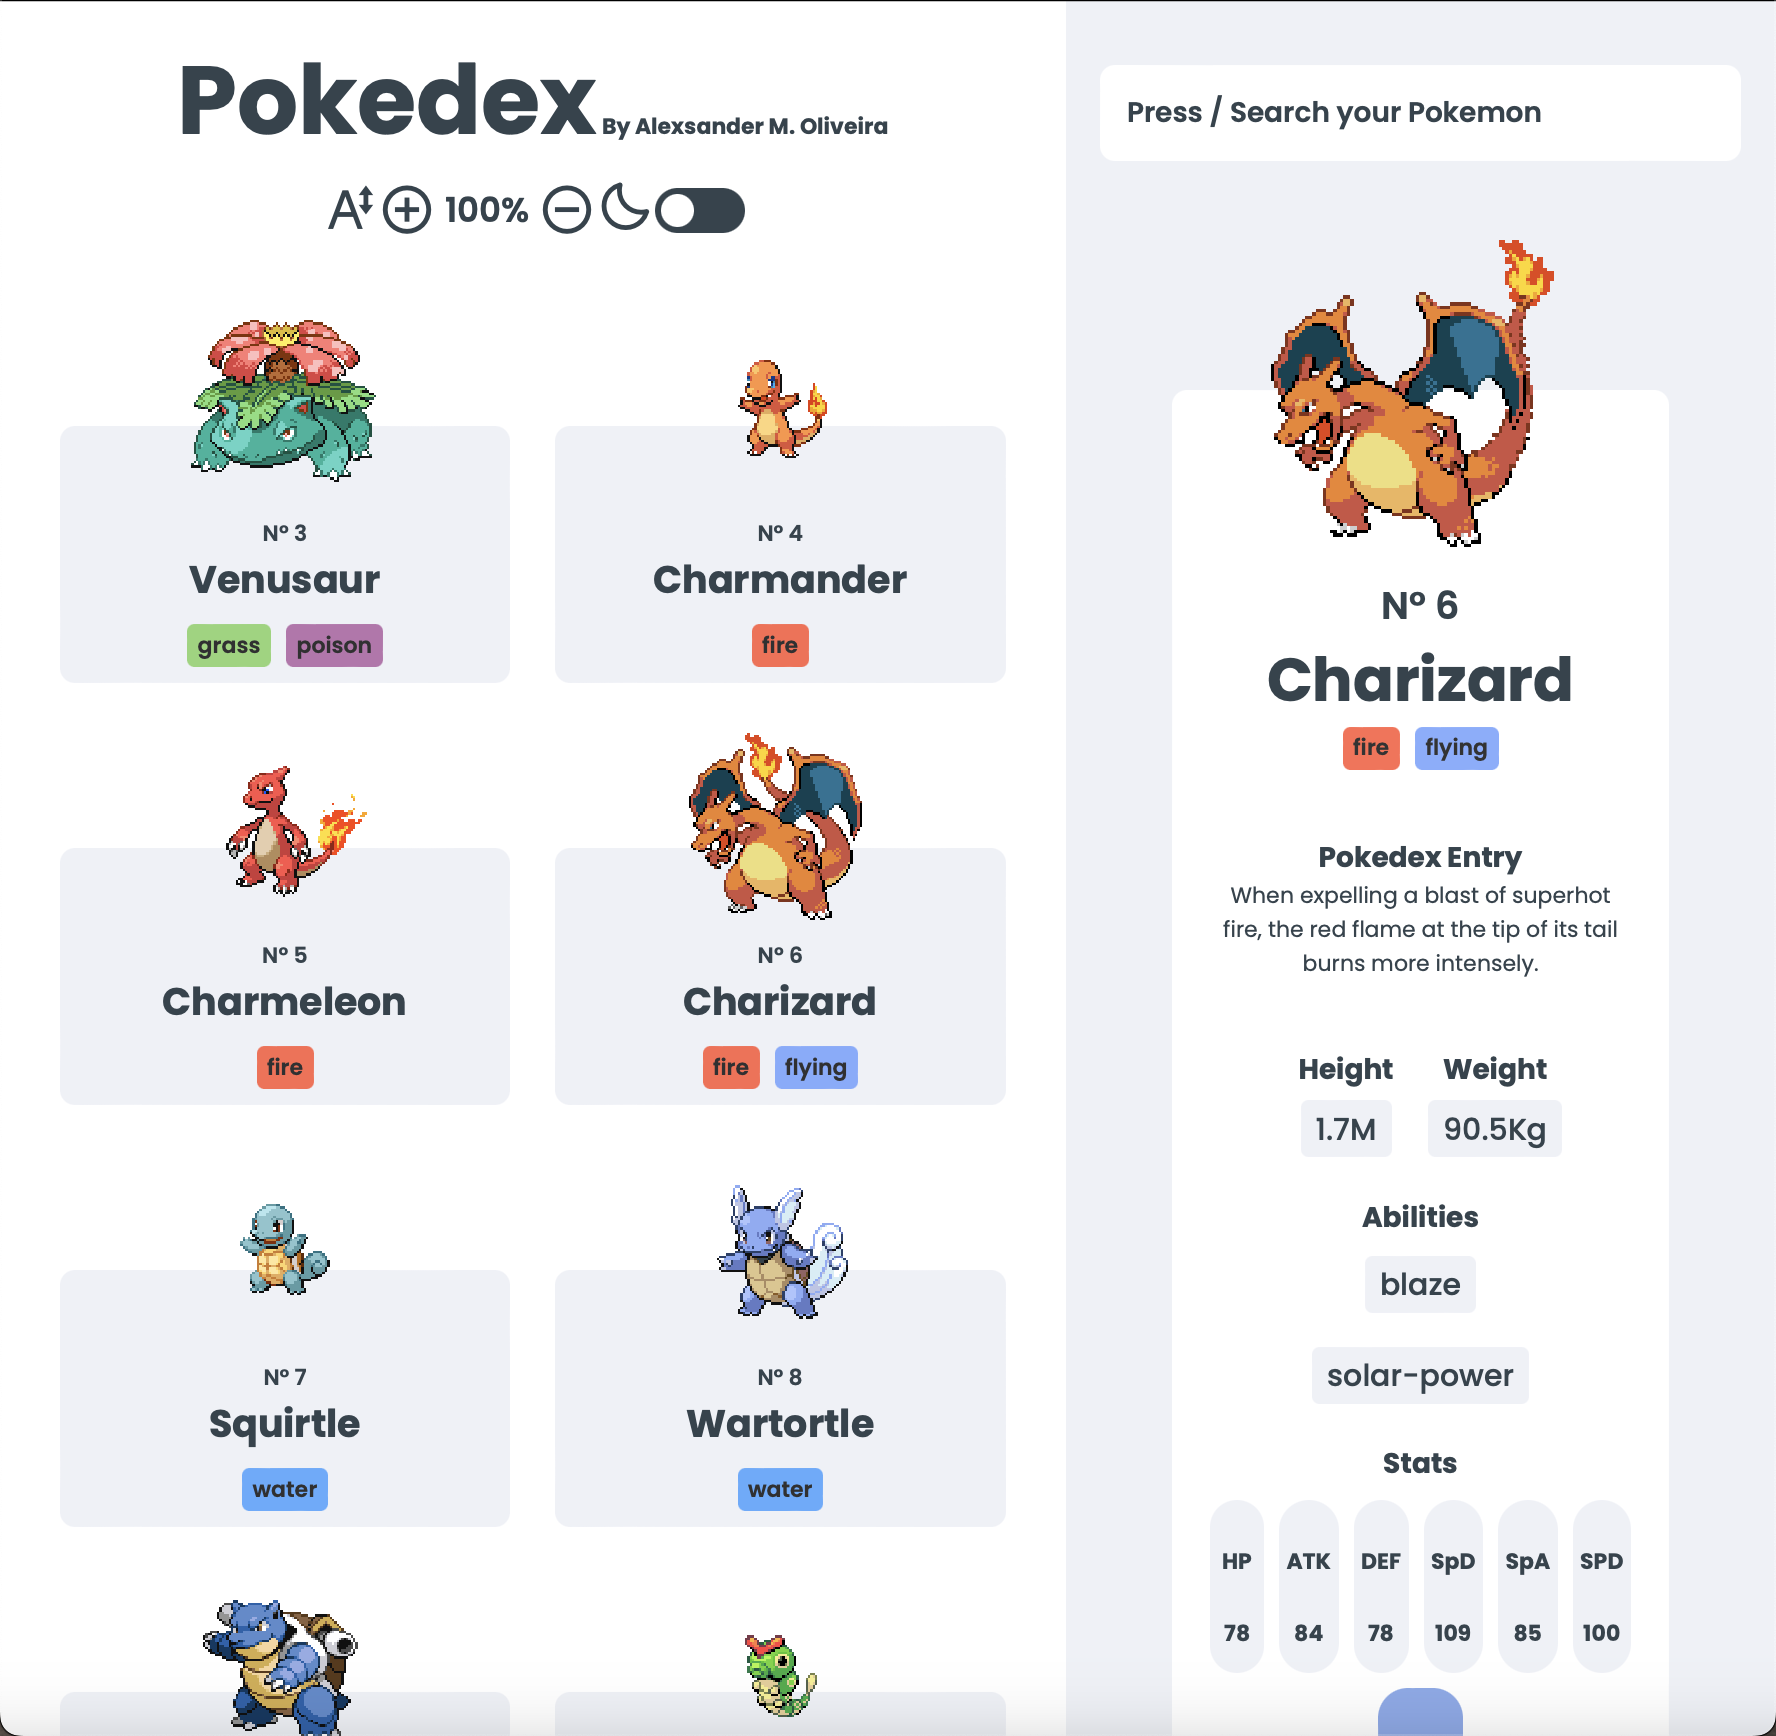 Pokedex By Alexsander M. Oliveira
A 100%
Nº 3
Venusaur
grass poison
Nº 4
Charmander
fire
Nº 5
Charmeleon
fire
Nº 6
Charizard
fire flying
Nº 7
Squirtle
water
Nº 8
Wartortle
water
Press / Search your Pokemon
Nº 6
Charizard
fire flying
Pokedex Entry
When expelling a blast of superhot
fire, the red flame at the tip of its tail
burns more intensely.
Height Weight
1.7M 90.5Kg
Abilities
blaze
solar-power
Stats
HP ATK DEF SpD SpA SPD
78 84 78 109 85 100